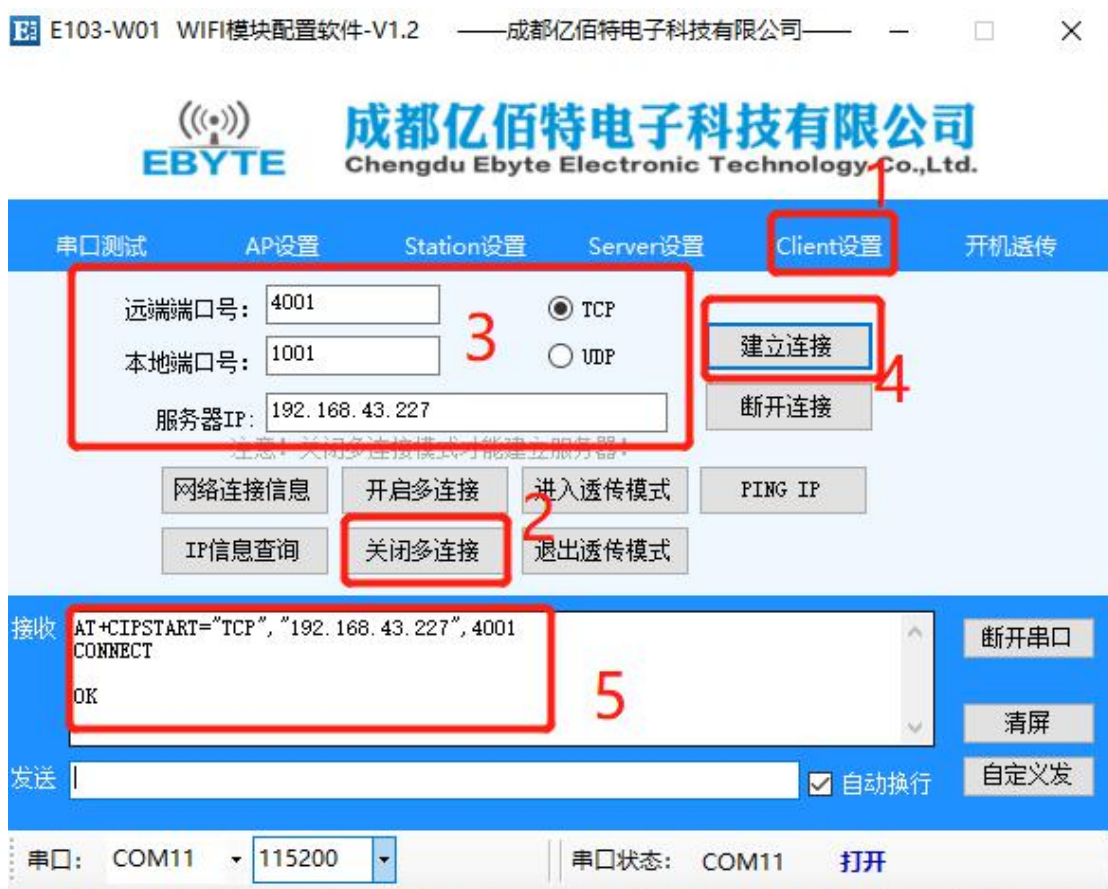 E103-W01 WIFI模块配置软件-V1.2 ——成都亿佰特电子科技有限公司——
EBYTE
成都亿佰特电子科技有限公司
Chengdu Ebyte Electronic Technology Co.,Ltd.
1
串口测试 AP设置 Station设置 Server设置 Client设置 开机透传
远端端口号: 4001 TCP
本地端口号: 1001 UDP
3
建立连接
4
服务器IP: 192.168.43.227 断开连接
注意！关闭多连接模式才能建立服务器！
网络连接信息 开启多连接 进入透传模式 PING IP
2
IP信息查询 关闭多连接 退出透传模式
接收 AT+CIPSTART="TCP","192.168.43.227",4001
CONNECT
OK
5
断开串口
清屏
发送 自动换行 自定义发
串口: COM11 115200 串口状态: COM11 打开